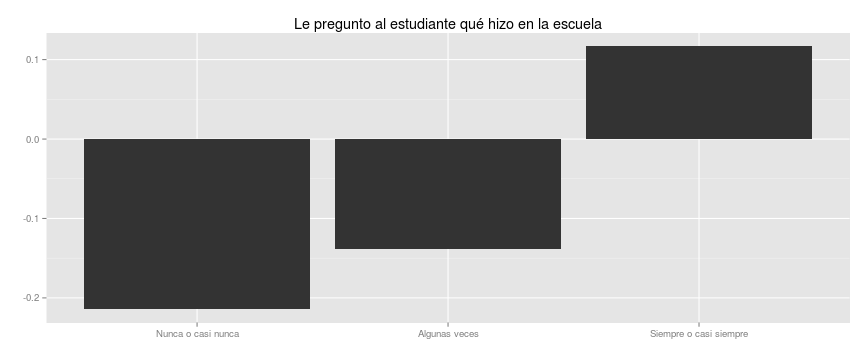 Le pregunto al estudiante qué hizo en la escuela
0.1
0.0
-0.1
-0.2
Nunca o casi nunca
Algunas veces
Siempre o casi siempre